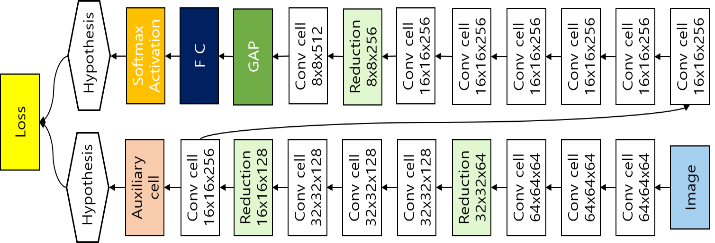 Loss
Hypothesis
Softmax
Activation
F C
GAP
Conv cell
8x8x512
Reduction
8x8x256
Conv cell
16x16x256
Conv cell
16x16x256
Conv cell
16x16x256
Conv cell
16x16x256
Conv cell
16x16x256
Conv cell
16x16x256
Hypothesis
Auxiliary
cell
Conv cell
16x16x256
Reduction
16x16x128
Conv cell
32x32x128
Conv cell
32x32x128
Conv cell
32x32x128
Reduction
32x32x64
Conv cell
64x64x64
Conv cell
64x64x64
Conv cell
64x64x64
Image